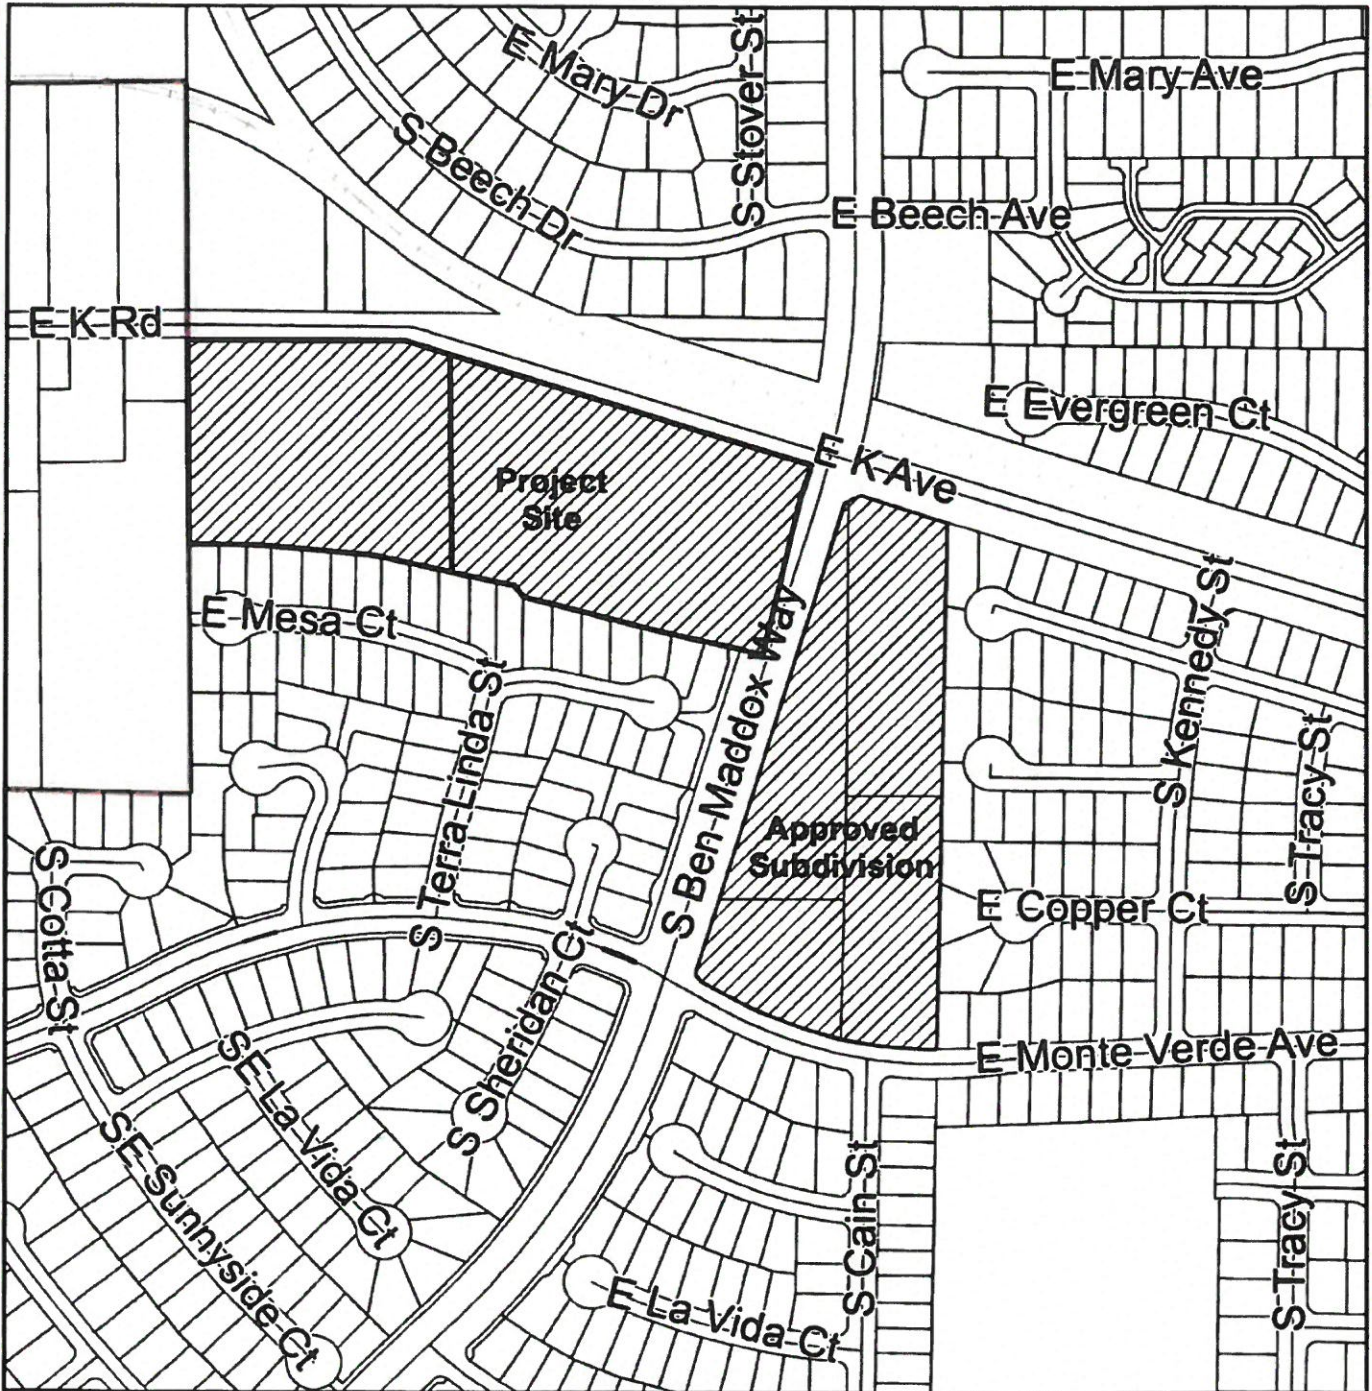 E Mary Dr
S Stover St
E Mary Ave
S Beech Dr
E Beech Ave
E K Rd
E Evergreen Ct
E K Ave
Project
Site
E Mesa Ct
S Terra Linda St
S Ben Maddox Way
S Kennedy St
S Tracy St
Approved
Subdivision
S Cotta St
S Sheridan Ct
E Copper Ct
SE La Vida Ct
E Monte Verde Ave
SE Sunnyside Ct
S Cain St
S Tracy St
E La Vida Ct